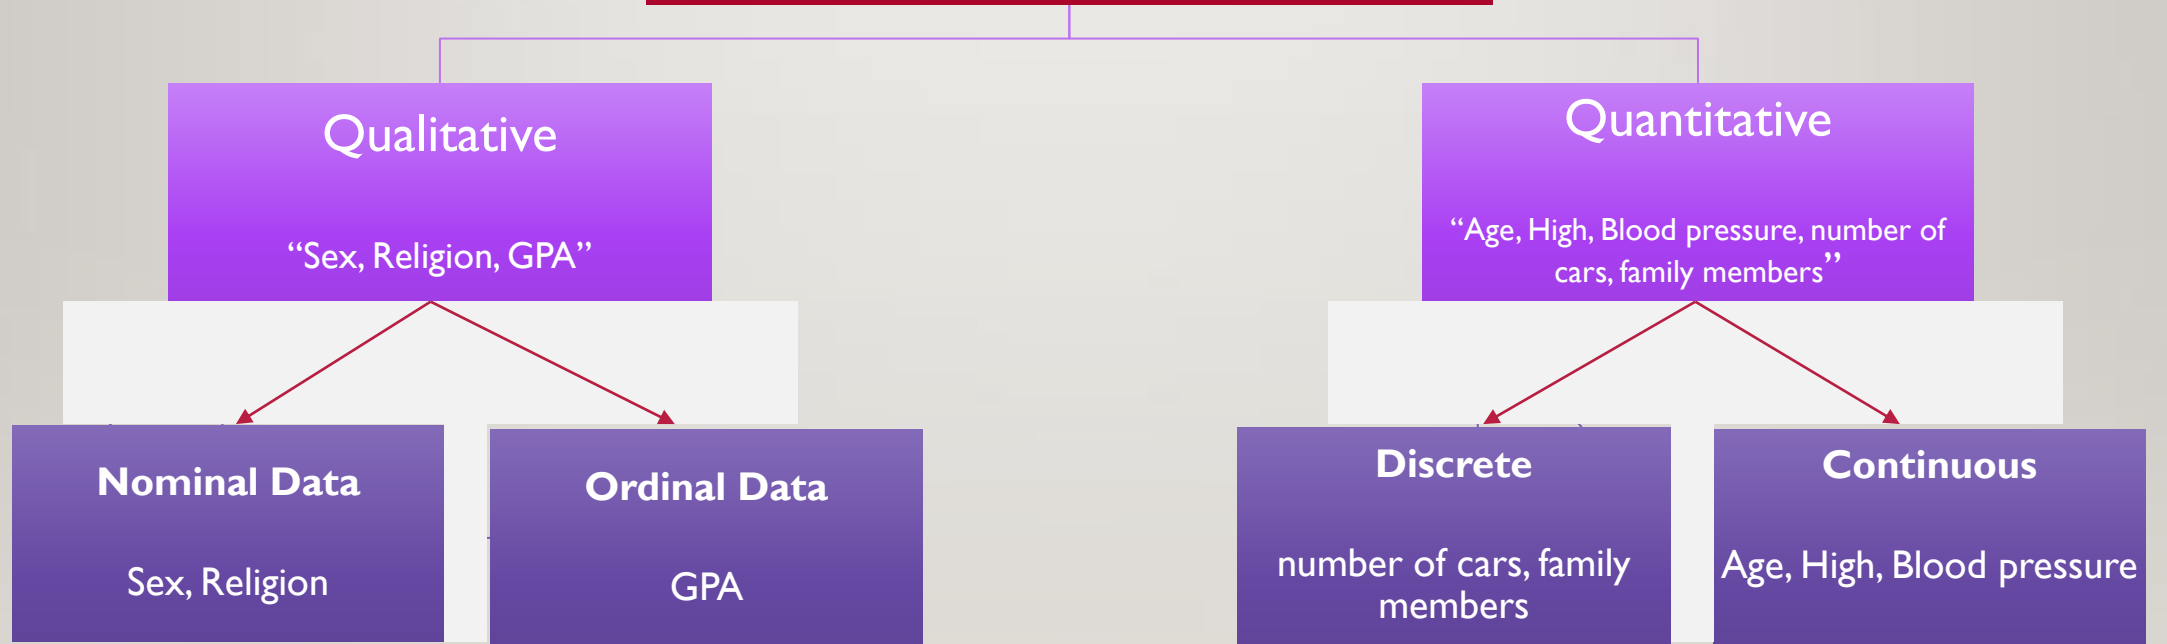 Qualitative
“Sex, Religion, GPA”
Quantitative
“Age, High, Blood pressure, number of
cars, family members”
Nominal Data
Sex, Religion
Ordinal Data
GPA
Discrete
number of cars, family
members
Continuous
Age, High, Blood pressure